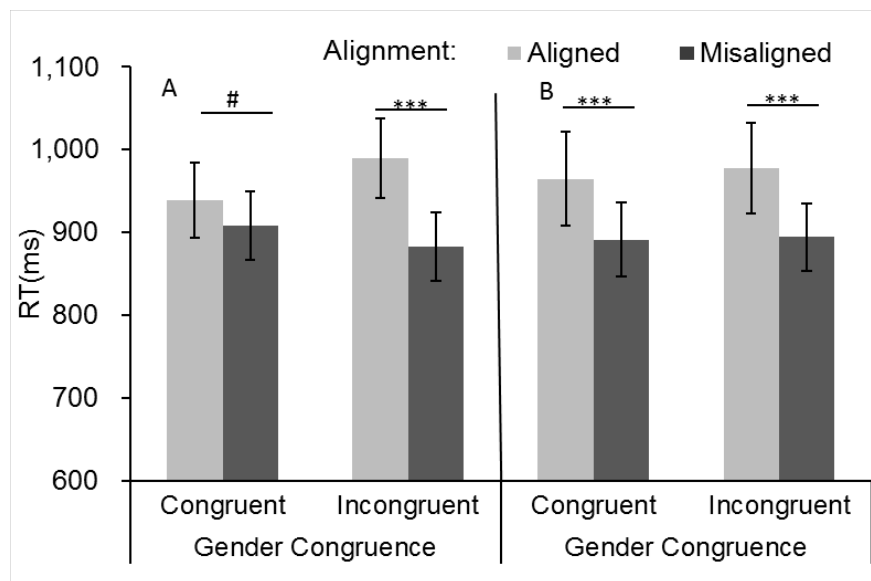 Alignment: Aligned Misaligned
1,100
1,000
900
800
700
600
RT(ms)
A
#
***
B
***
***
Congruent Incongruent Congruent Incongruent
Gender Congruence Gender Congruence